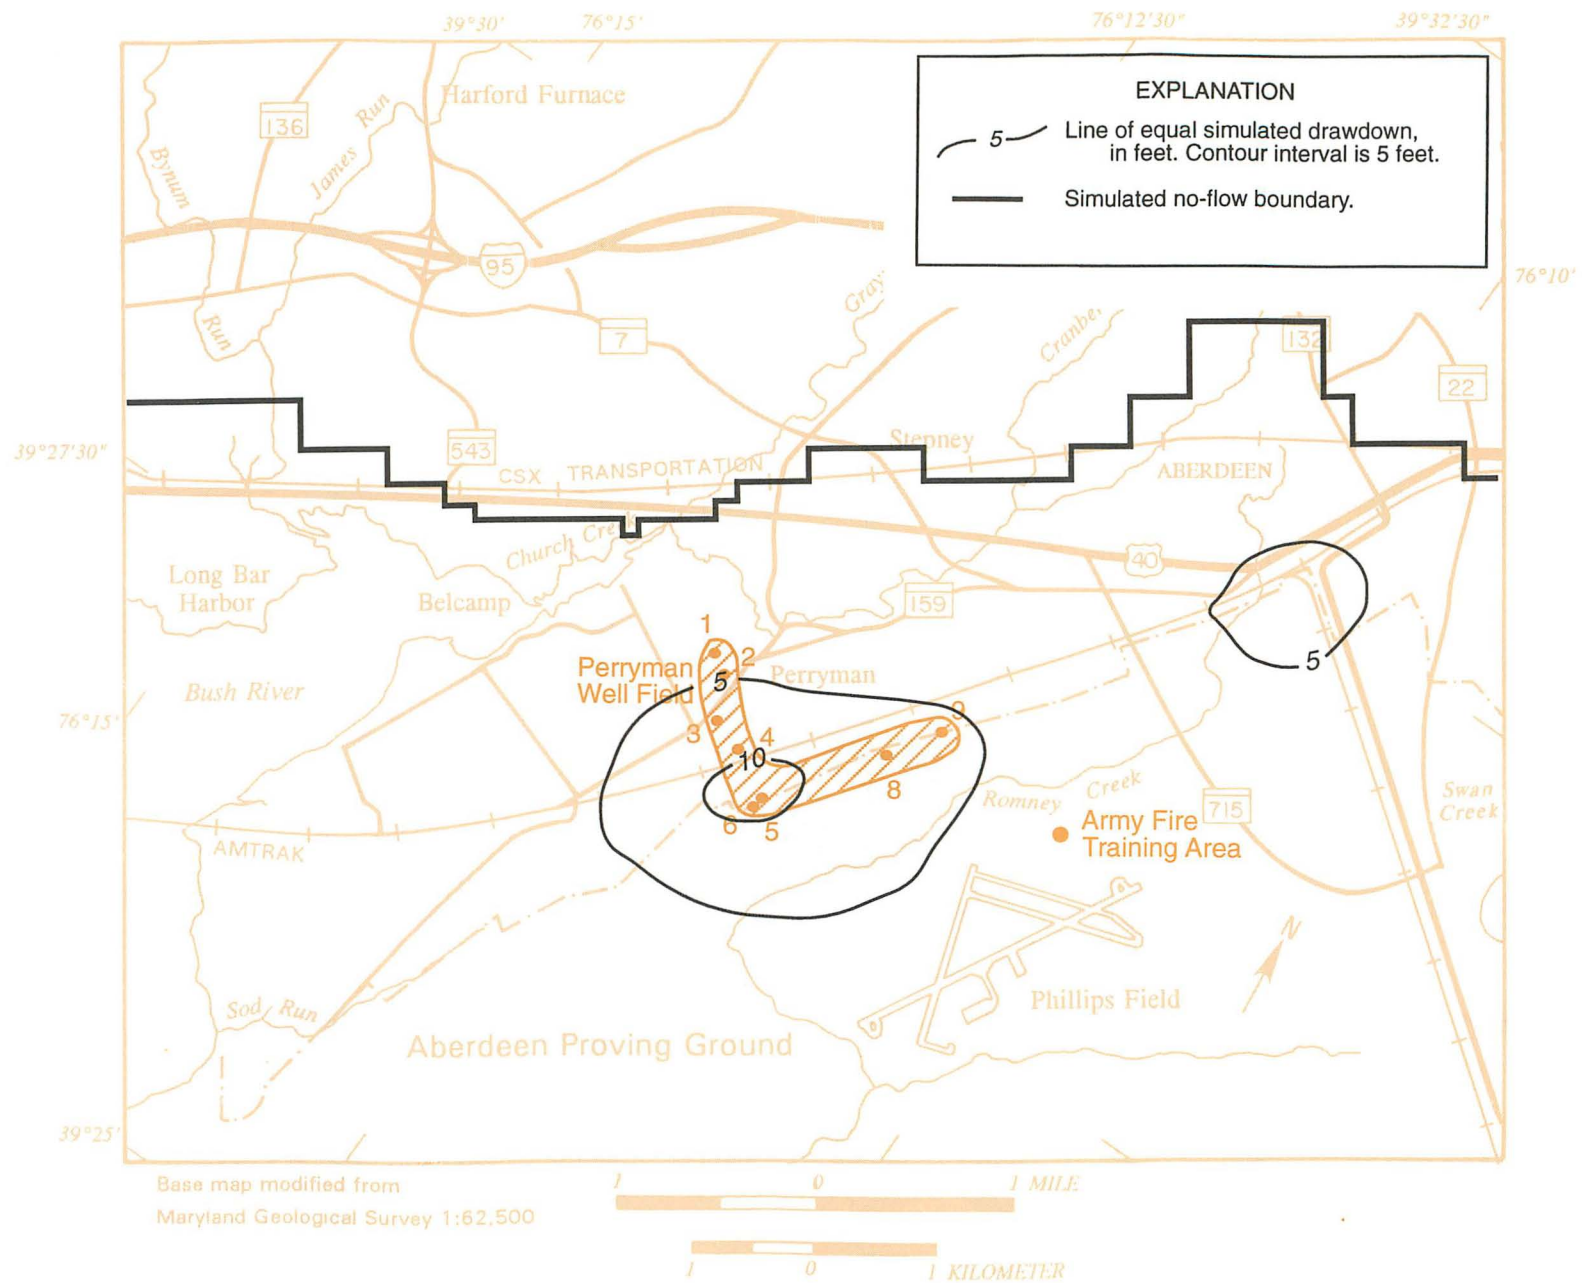 39°30'
76°15'
76°12'30"
39°32'30"
EXPLANATION
5
Line of equal simulated drawdown,
in feet. Contour interval is 5 feet.
Simulated no-flow boundary.
Harford Furnace
136
James Run
Bynum
Run
95
7
Gray
Cranber
132
22
76°10'
39°27'30"
543
CSX TRANSPORTATION
Stepney
ABERDEEN
Church Creek
40
Long Bar
Harbor
Belcamp
159
1
2
Perryman
Well Field
5
Perryman
5
Bush River
76°15'
3
4
9
10
8
6
5
Romney Creek
715
Swan
Creek
Army Fire
Training Area
AMTRAK
N
Sod Run
Phillips Field
Aberdeen Proving Ground
39°25'
Base map modified from
Maryland Geological Survey 1:62,500
1 0 1 MILE
1 0 1 KILOMETER